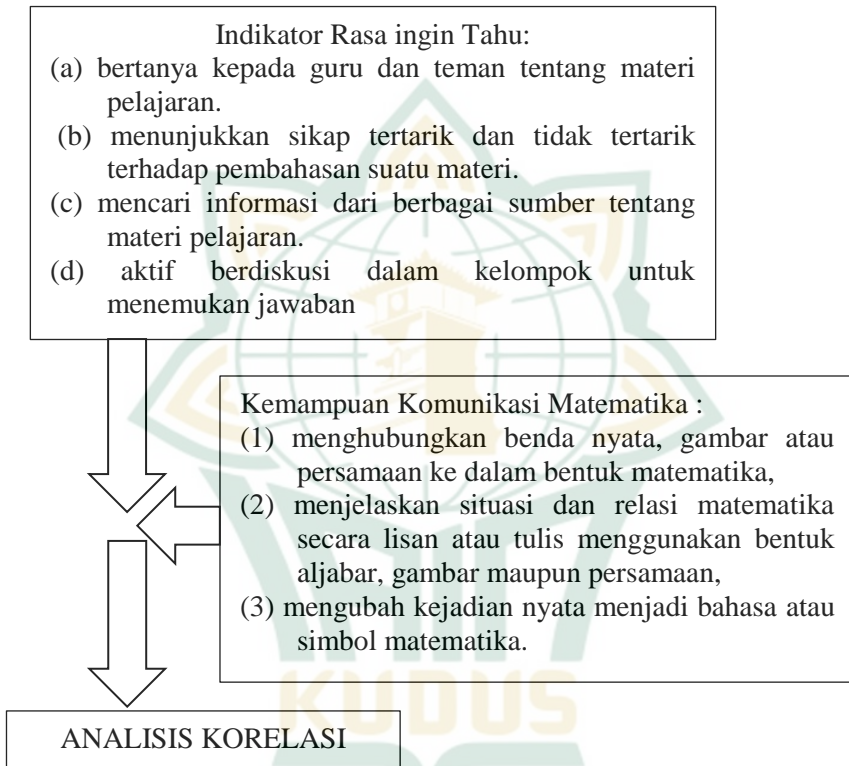 Indikator Rasa ingin Tahu:
(a) bertanya kepada guru dan teman tentang materi
pelajaran.
(b) menunjukkan sikap tertarik dan tidak tertarik
terhadap pembahasan suatu materi.
(c) mencari informasi dari berbagai sumber tentang
materi pelajaran.
(d) aktif berdiskusi dalam kelompok untuk
menemukan jawaban
Kemampuan Komunikasi Matematika :
(1) menghubungkan benda nyata, gambar atau
persamaan ke dalam bentuk matematika,
(2) menjelaskan situasi dan relasi matematika
secara lisan atau tulis menggunakan bentuk
aljabar, gambar maupun persamaan,
(3) mengubah kejadian nyata menjadi bahasa atau
simbol matematika.
KUDUS
ANALISIS KORELASI